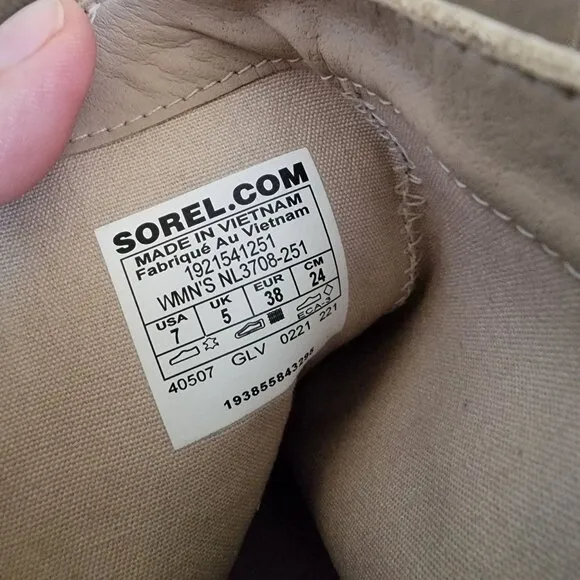 SOREL.COM
MADE IN VIETNAM
Fabriqué Au Vietnam
1921541251
WMN'S NL3708-251
USA UK EUR CM
7 5 38 24
ECA-3
40507 GLV 0221 221
193855843295